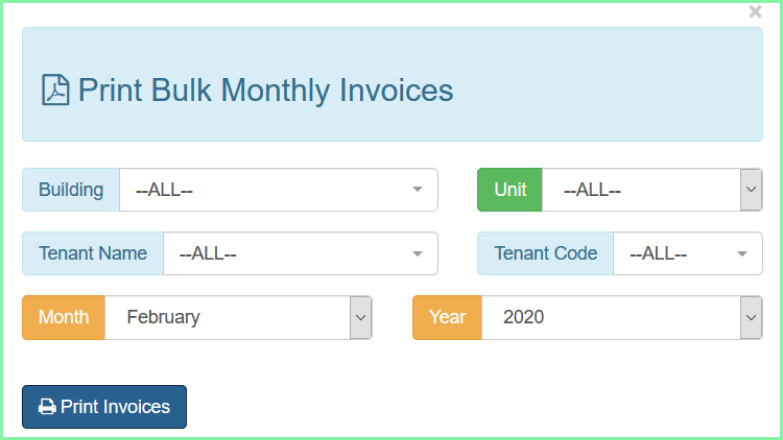 Print Bulk Monthly Invoices
Building --ALL-- Unit --ALL--
Tenant Name --ALL-- Tenant Code --ALL--
Month February Year 2020
Print Invoices